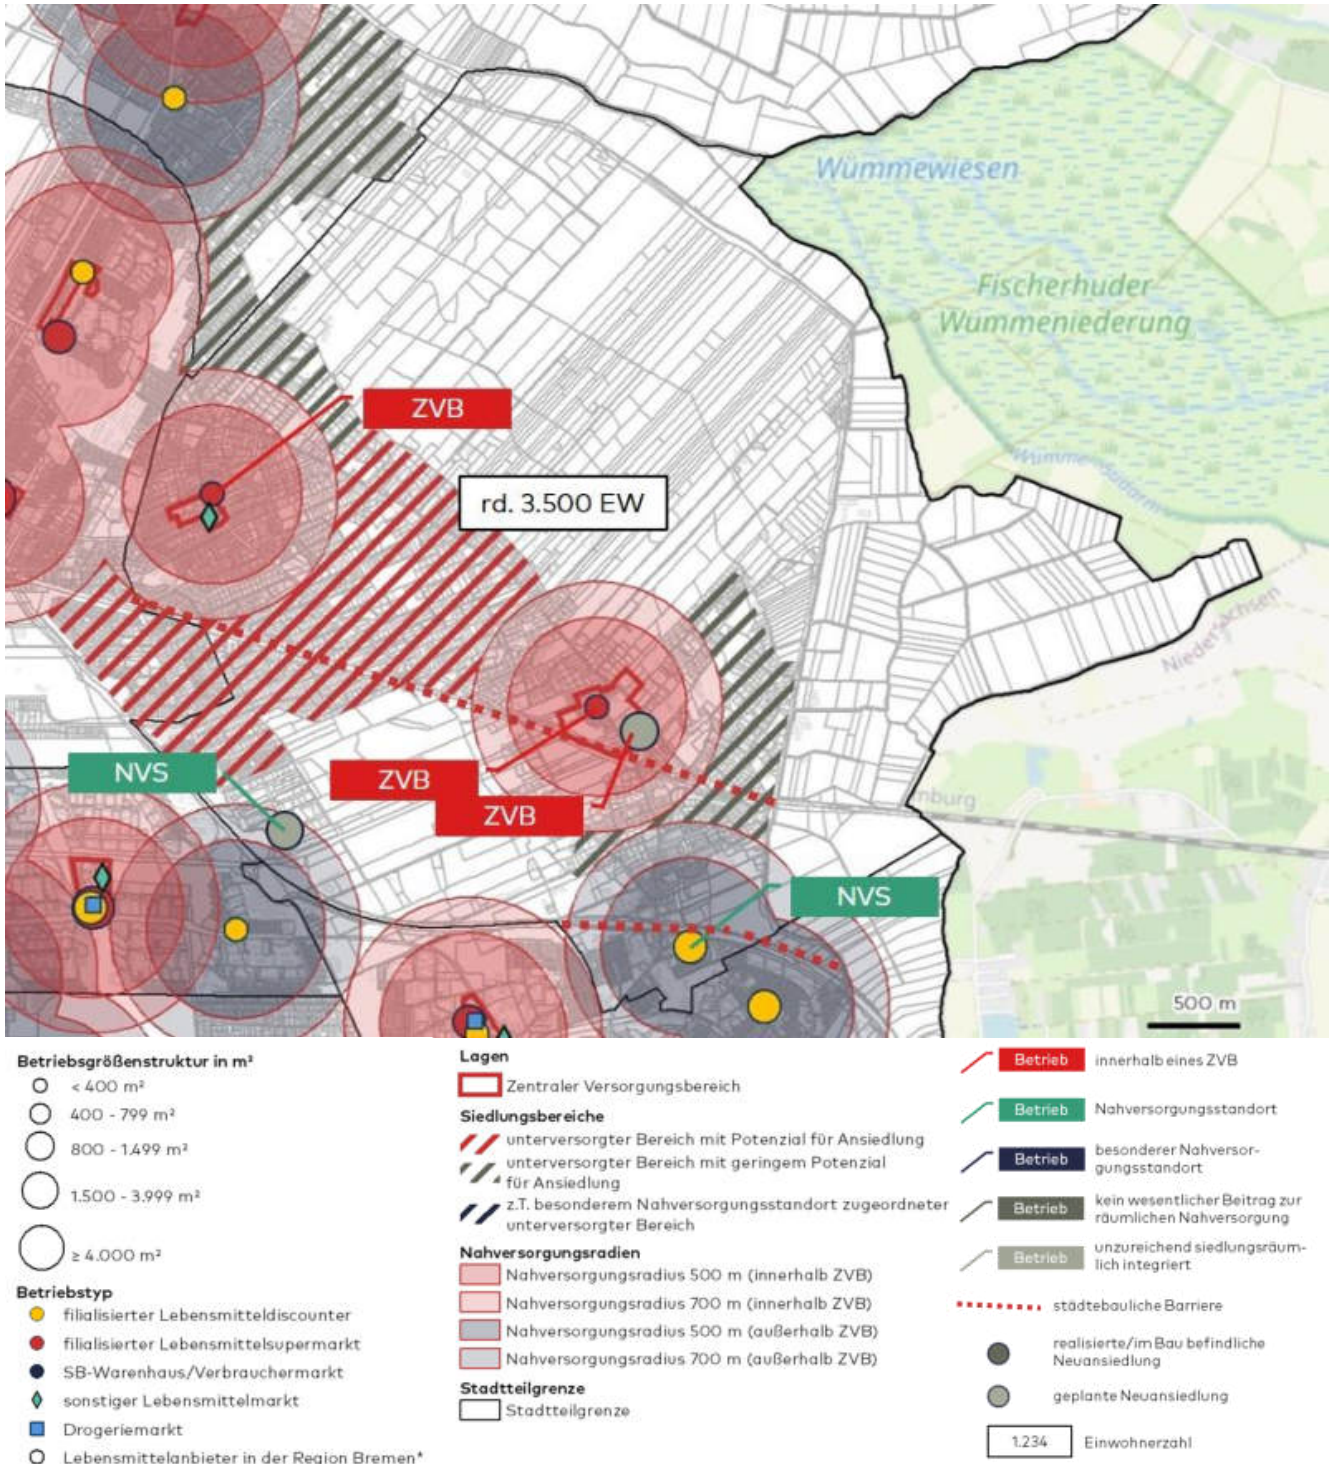 Wümmewiesen
Fischerhuder
Wümmeniederung
ZVB
rd. 3.500 EW
Wümme-Südarm
Niedersachsen
NVS
ZVB
ZVB
nburg
NVS
500 m
Betriebsgrößenstruktur in m²
< 400 m²
400 - 799 m²
800 - 1.499 m²
1.500 - 3.999 m²
≥ 4.000 m²
Betriebstyp
filialisierter Lebensmitteldiscounter
filialisierter Lebensmittelsupermarkt
SB-Warenhaus/Verbrauchermarkt
sonstiger Lebensmittelmarkt
Drogeriemarkt
Lebensmittelanbieter in der Region Bremen*
Lagen
Zentraler Versorgungsbereich
Siedlungsbereiche
unterversorgter Bereich mit Potenzial für Ansiedlung
unterversorgter Bereich mit geringem Potenzial
für Ansiedlung
z.T. besonderem Nahversorgungsstandort zugeordneter
unterversorgter Bereich
Nahversorgungsradien
Nahversorgungsradius 500 m (innerhalb ZVB)
Nahversorgungsradius 700 m (innerhalb ZVB)
Nahversorgungsradius 500 m (außerhalb ZVB)
Nahversorgungsradius 700 m (außerhalb ZVB)
Stadtteilgrenze
Stadtteilgrenze
Betrieb innerhalb eines ZVB
Betrieb Nahversorgungsstandort
Betrieb besonderer Nahversor-
gungsstandort
Betrieb kein wesentlicher Beitrag zur
räumlichen Nahversorgung
Betrieb unzureichend siedlungsräum-
lich integriert
städtebauliche Barriere
realisierte/im Bau befindliche
Neuansiedlung
geplante Neuansiedlung
1.234 Einwohnerzahl